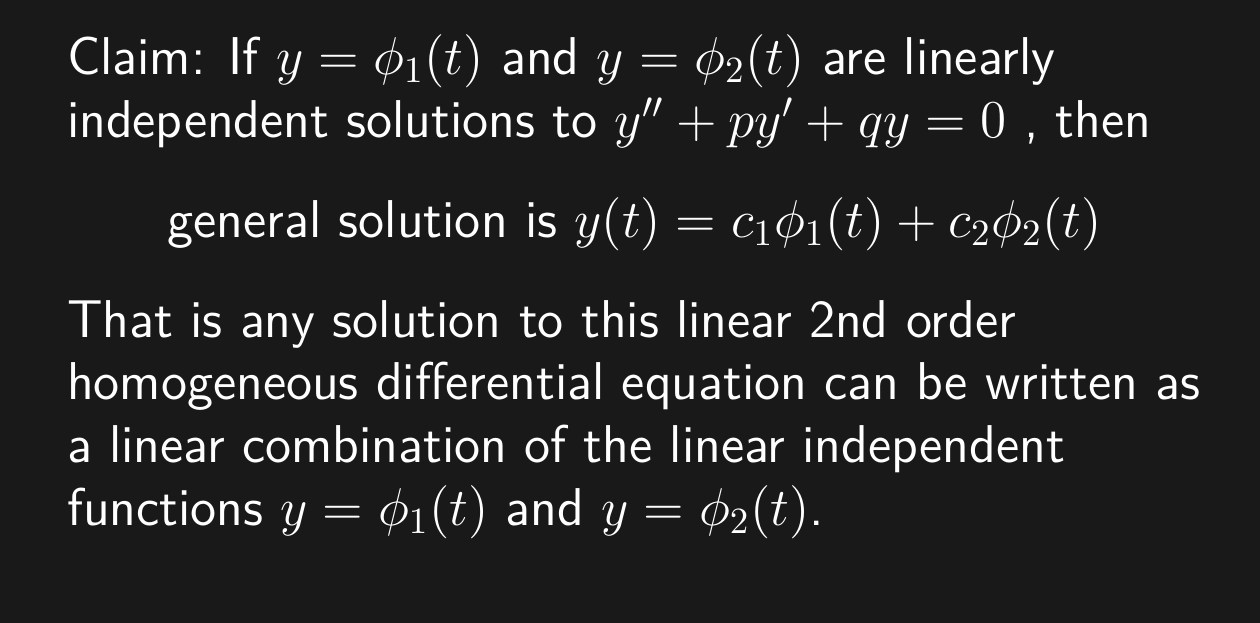 Claim: If y = ϕ₁(t) and y = ϕ₂(t) are linearly
independent solutions to y″ + py′ + qy = 0 , then
general solution is y(t) = c₁ϕ₁(t) + c₂ϕ₂(t)
That is any solution to this linear 2nd order
homogeneous differential equation can be written as
a linear combination of the linear independent
functions y = ϕ₁(t) and y = ϕ₂(t).